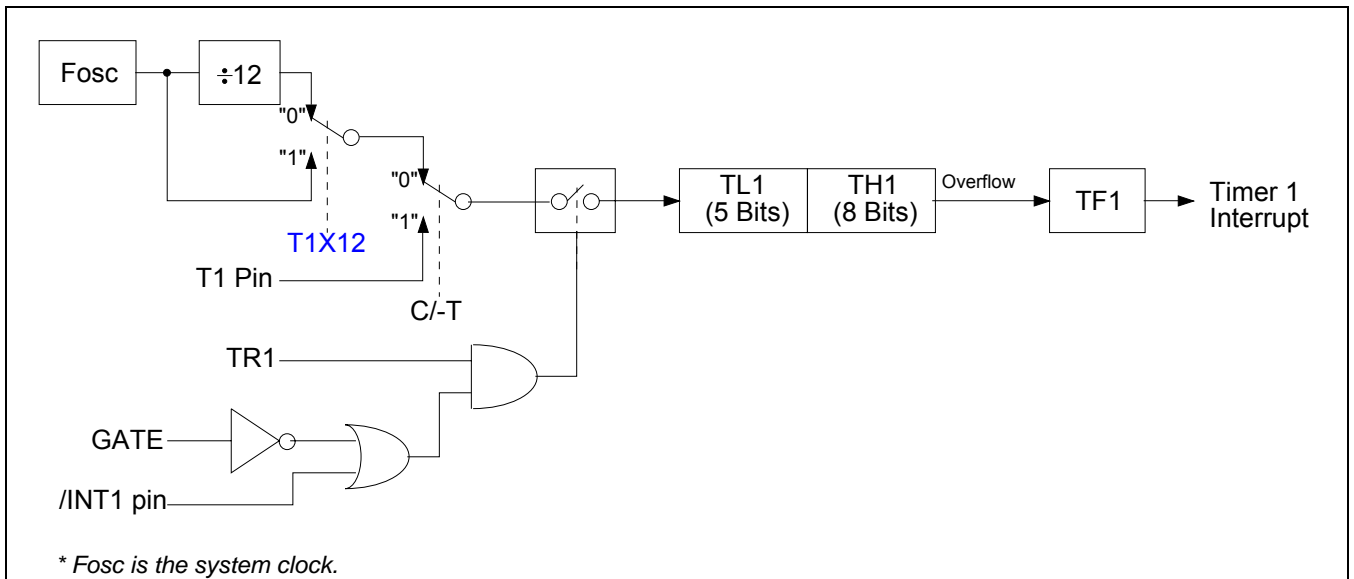 Fosc
÷12
"0"
"1"
T1X12
"0"
"1"
T1 Pin
C/-T
TL1
(5 Bits)
TH1
(8 Bits)
Overflow
TF1
Timer 1
Interrupt
TR1
GATE
/INT1 pin
* Fosc is the system clock.